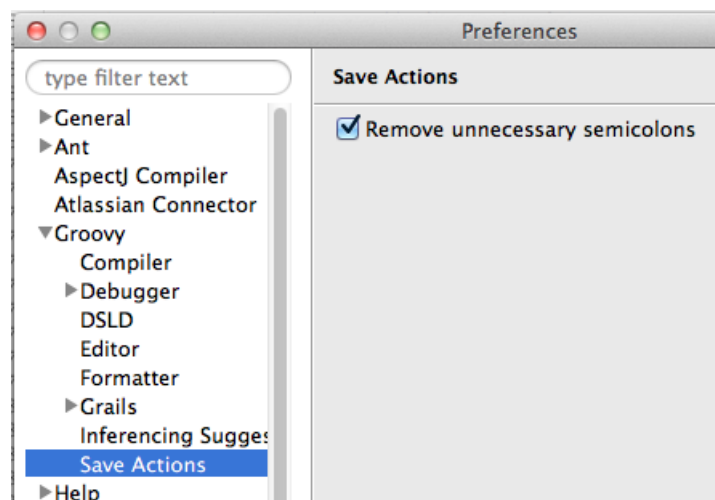 Preferences
type filter text
General
Ant
AspectJ Compiler
Atlassian Connector
Groovy
Compiler
Debugger
DSLD
Editor
Formatter
Grails
Inferencing Sugges
Save Actions
Help
Save Actions
Remove unnecessary semicolons